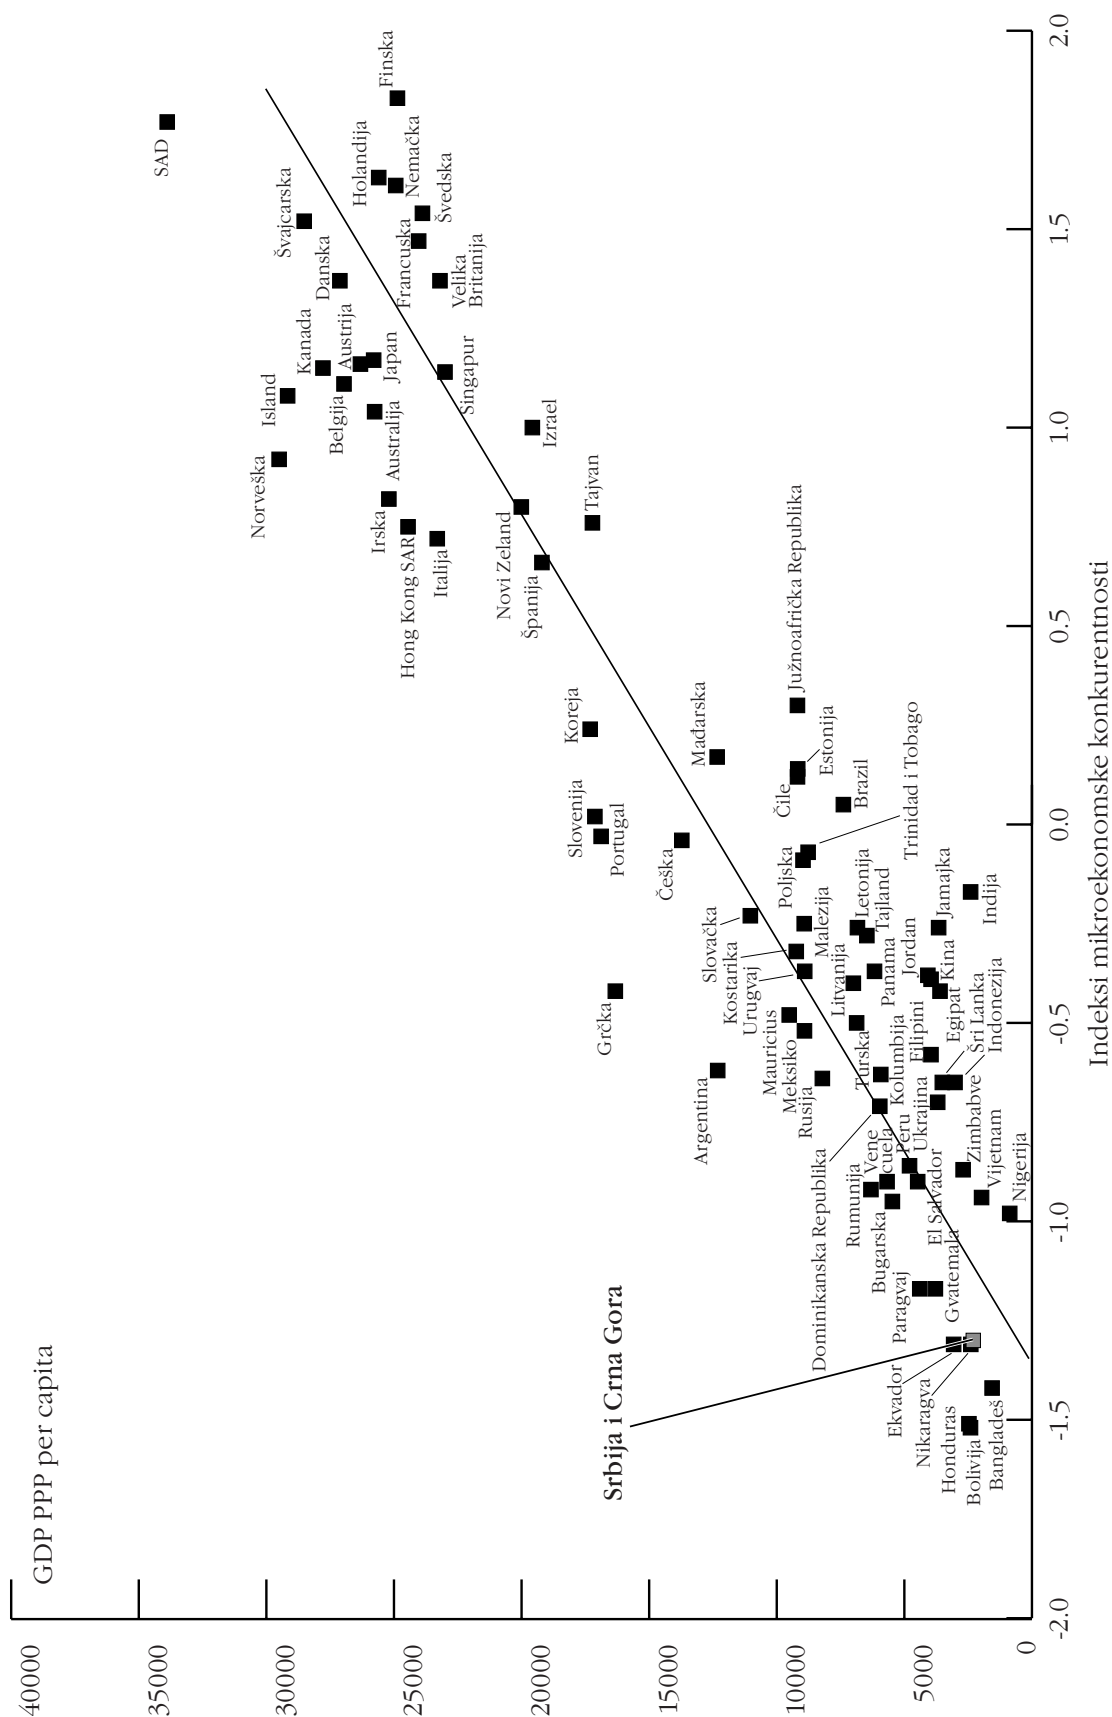 GDP PPP per capita
40000
35000
30000
25000
20000
15000
10000
5000
0
SAD
Švajcarska
Danska
Kanada
Austrija
Island
Belgija
Norveška
Irska
Hong Kong SAR
Italija
Australija
Japan
Finska
Holandija
Nemačka
Švedska
Francuska
Velika
Britanija
Singapur
Izrael
Tajvan
Novi Zeland
Španija
Koreja
Slovenija
Portugal
Češka
Mađarska
Južnoafrička Republika
Estonija
Čile
Brazil
Trinidad i Tobago
Poljska
Malezija
Letonija
Tajland
Jamajka
Indija
Slovačka
Kostarika
Urugvaj
Grčka
Argentina
Mauricius
Meksiko
Rusija
Litvanija
Panama
Jordan
Kina
Egipat
Šri Lanka
Indonezija
Turska
Kolumbija
Filipini
Ukrajina
Peru
Vene
cuela
Zimbabve
Vijetnam
Nigerija
Dominikanska Republika
Rumunija
Bugarska
El Salvador
Paragvaj
Gvatemala
Srbija i Crna Gora
Ekvador
Nikaragva
Honduras
Bolivija
Bangladeš
-2.0
-1.5
-1.0
-0.5
0.0
0.5
1.0
1.5
2.0
Indeksi mikroekonomske konkurentnosti